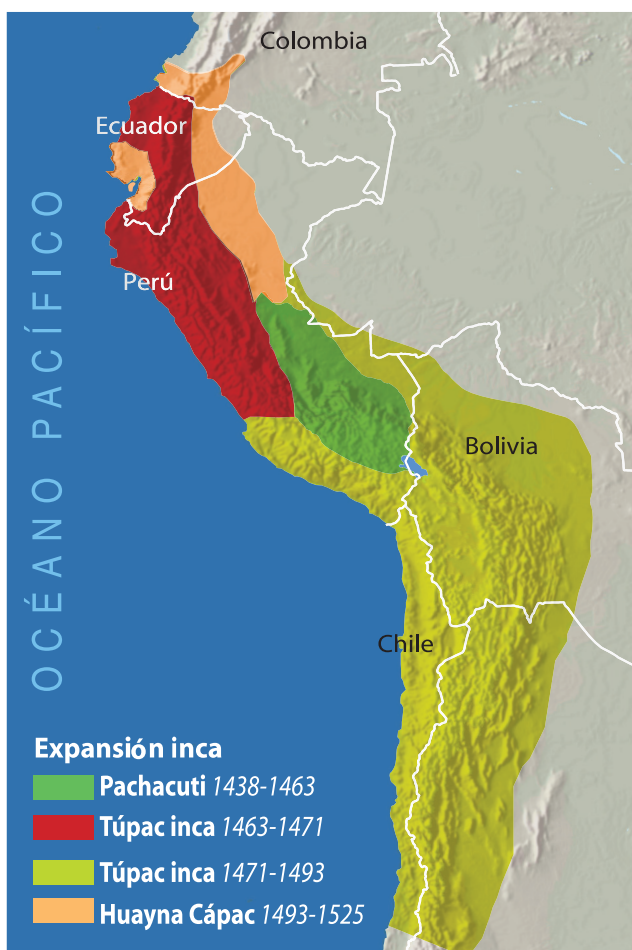 Colombia
Ecuador
Perú
Bolivia
Chile
OCÉANO PACÍFICO
Expansión inca
Pachacuti 1438-1463
Túpac inca 1463-1471
Túpac inca 1471-1493
Huayna Cápac 1493-1525